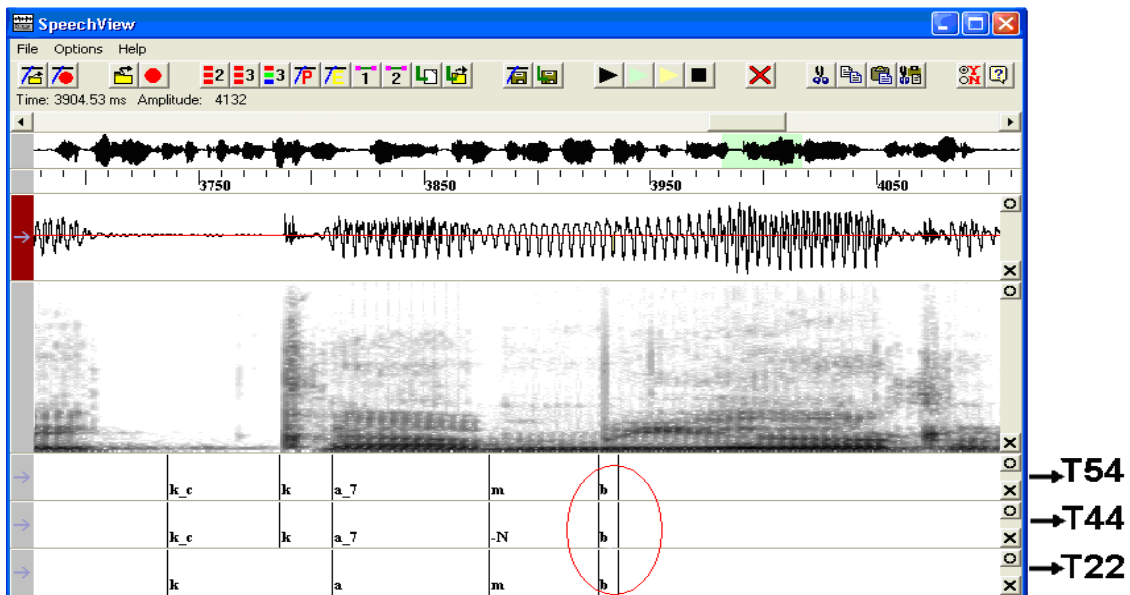 SpeechView
File Options Help
2 3 3 P E 1 2
Time: 3904.53 ms Amplitude: 4132
3750 3850 3950 4050
k_c k a_7 m b
T54
k_c k a_7 -N b
T44
k a m b
T22